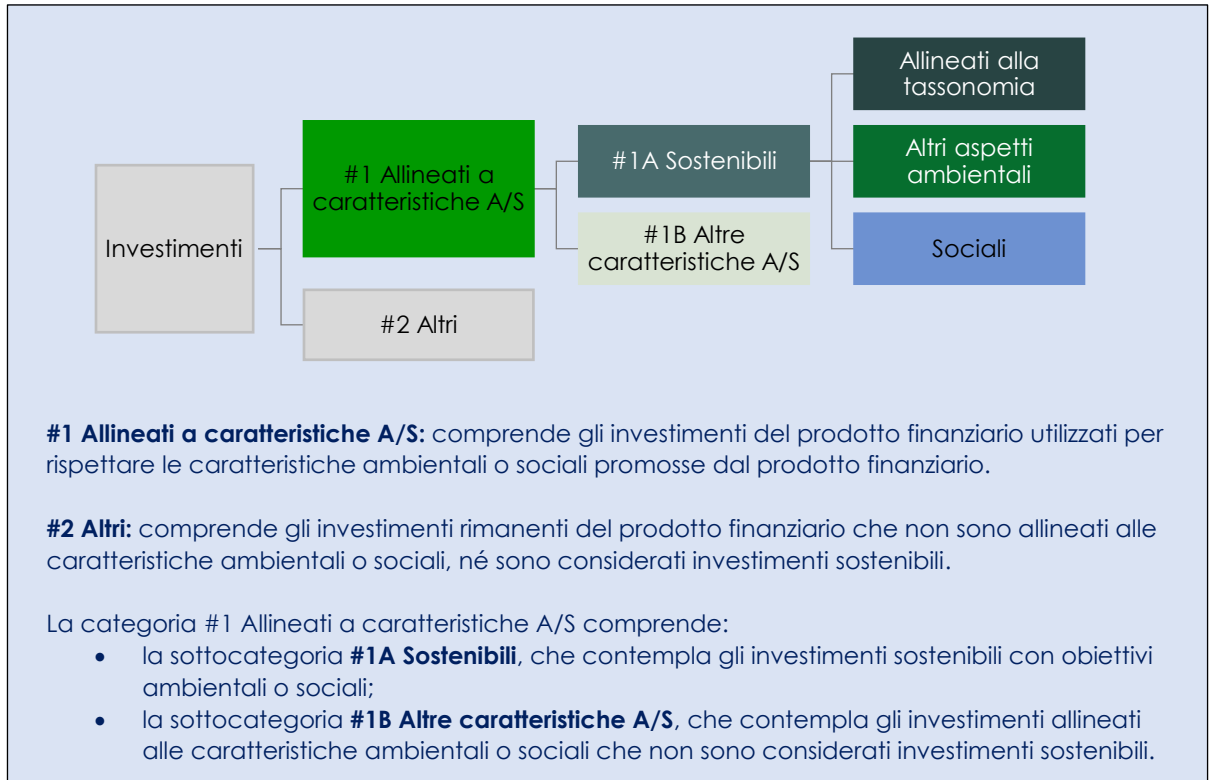 Investimenti
#1 Allineati a
caratteristiche A/S
#2 Altri
#1A Sostenibili
#1B Altre
caratteristiche A/S
Allineati alla
tassonomia
Altri aspetti
ambientali
Sociali
#1 Allineati a caratteristiche A/S: comprende gli investimenti del prodotto finanziario utilizzati per
rispettare le caratteristiche ambientali o sociali promosse dal prodotto finanziario.
#2 Altri: comprende gli investimenti rimanenti del prodotto finanziario che non sono allineati alle
caratteristiche ambientali o sociali, né sono considerati investimenti sostenibili.
La categoria #1 Allineati a caratteristiche A/S comprende:
• la sottocategoria #1A Sostenibili, che contempla gli investimenti sostenibili con obiettivi
ambientali o sociali;
• la sottocategoria #1B Altre caratteristiche A/S, che contempla gli investimenti allineati
alle caratteristiche ambientali o sociali che non sono considerati investimenti sostenibili.